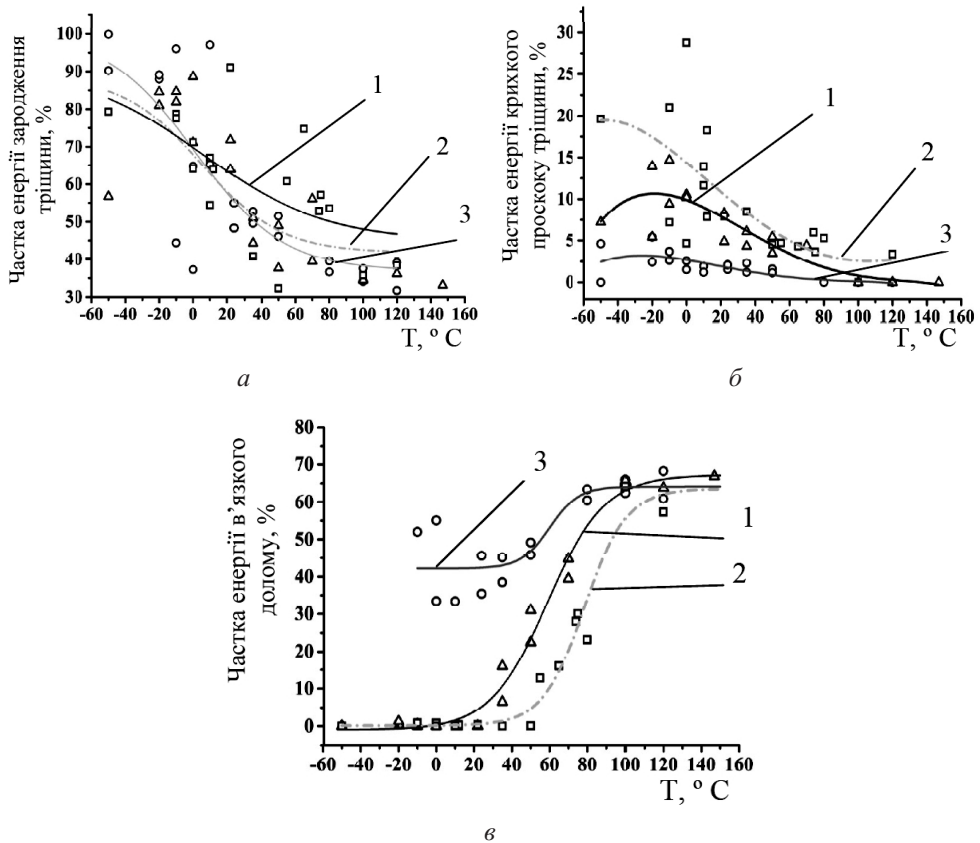 Частка енергії зародження
тріщини, %
100
90
80
70
60
50
40
30
-60 -40 -20 0 20 40 60 80 100 120 140 160
T, º C
1
2
3
а
Частка енергії крихкого
проскоку тріщини, %
30
25
20
15
10
5
0
-60 -40 -20 0 20 40 60 80 100 120 140 160
T, º C
1
2
3
б
Частка енергії в’язкого
долому, %
80
70
60
50
40
30
20
10
0
-60 -40 -20 0 20 40 60 80 100 120 140 160
T, º C
3
1
2
в